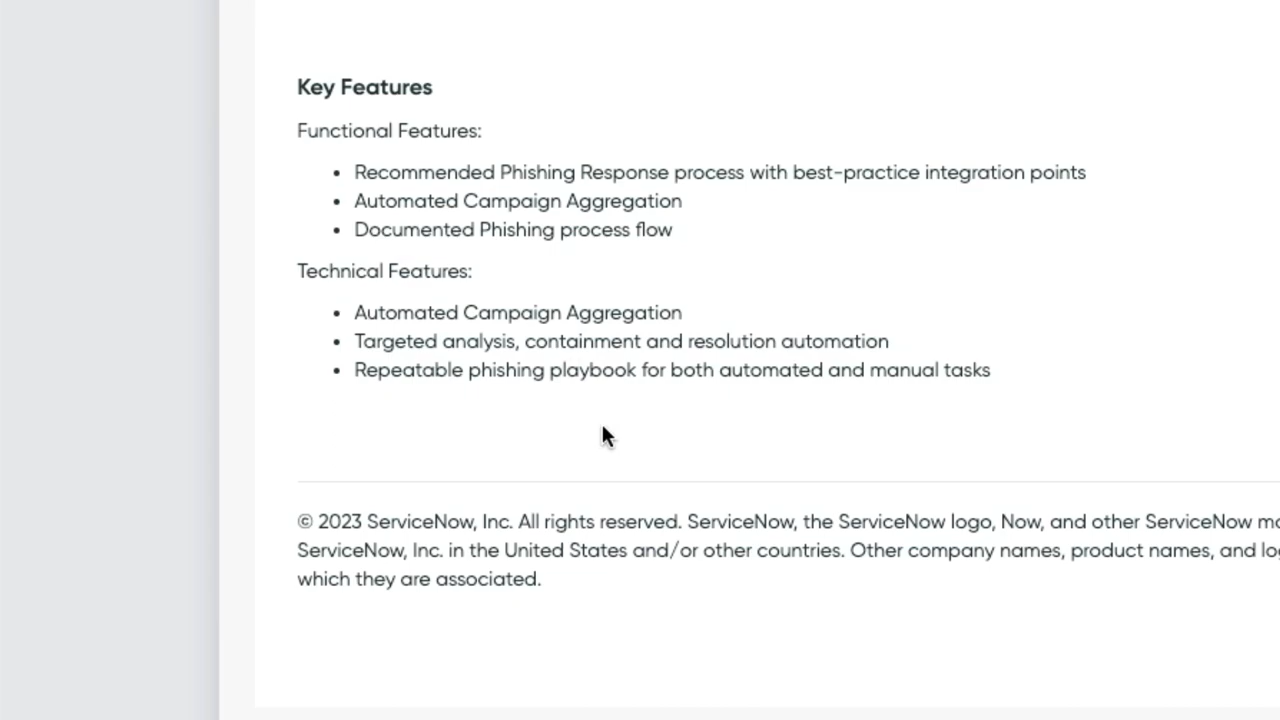 Key Features
Functional Features:
• Recommended Phishing Response process with best-practice integration points
• Automated Campaign Aggregation
• Documented Phishing process flow
Technical Features:
• Automated Campaign Aggregation
• Targeted analysis, containment and resolution automation
• Repeatable phishing playbook for both automated and manual tasks
© 2023 ServiceNow, Inc. All rights reserved. ServiceNow, the ServiceNow logo, Now, and other ServiceNow
ServiceNow, Inc. in the United States and/or other countries. Other company names, product names, and
which they are associated.